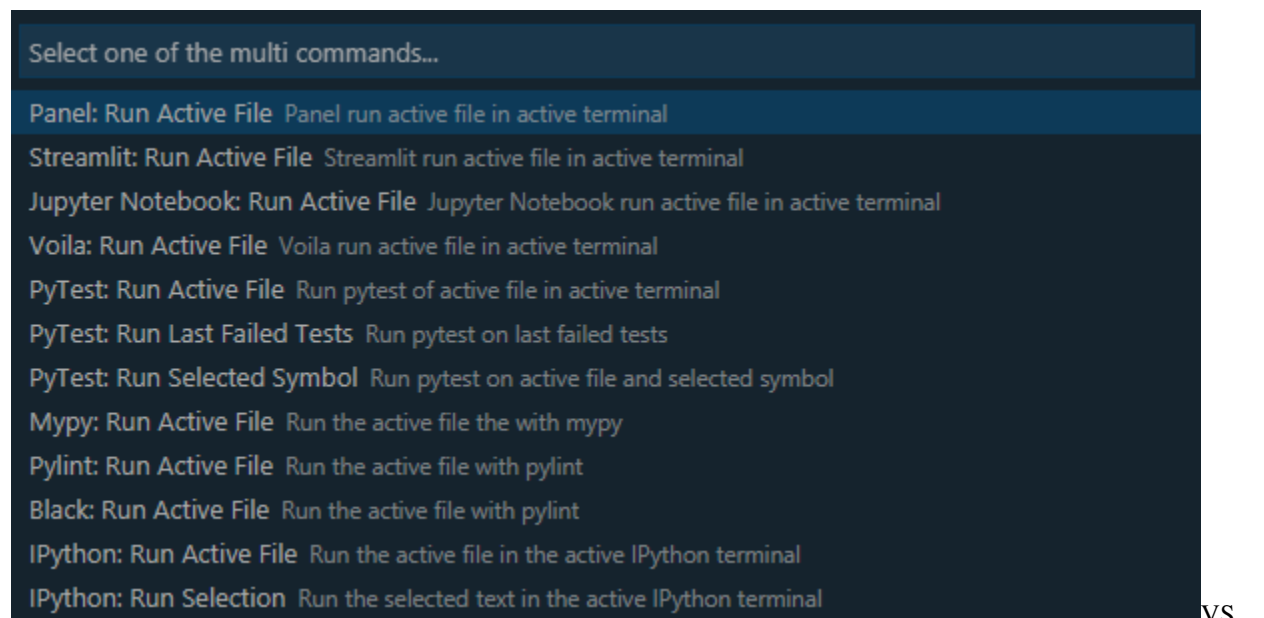 Select one of the multi commands...
Panel: Run Active File Panel run active file in active terminal
Streamlit: Run Active File Streamlit run active file in active terminal
Jupyter Notebook: Run Active File Jupyter Notebook run active file in active terminal
Voila: Run Active File Voila run active file in active terminal
PyTest: Run Active File Run pytest of active file in active terminal
PyTest: Run Last Failed Tests Run pytest on last failed tests
PyTest: Run Selected Symbol Run pytest on active file and selected symbol
Mypy: Run Active File Run the active file the with mypy
Pylint: Run Active File Run the active file with pylint
Black: Run Active File Run the active file with pylint
IPython: Run Active File Run the active file in the active IPython terminal
IPython: Run Selection Run the selected text in the active IPython terminal
vs